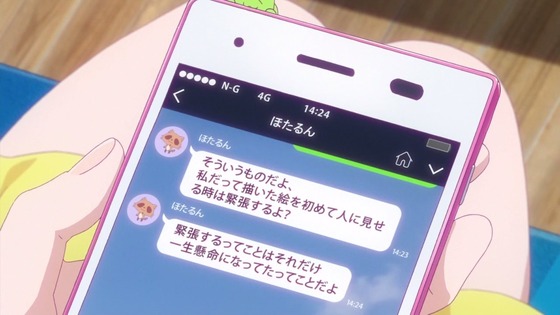 N-G 4G 14:24
ほたるん
ほたるん
そういうものだよ、
私だって描いた絵を初めて人に見せ
る時は緊張するよ？
14:23
ほたるん
緊張するってことはそれだけ
一生懸命になってたってことだよ
14:24